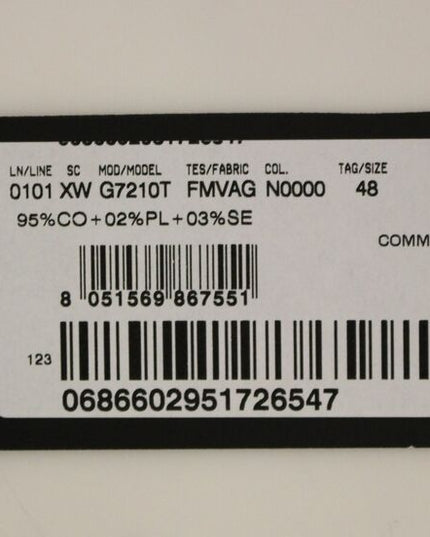 LN/LINE SC MOD/MODEL TES/FABRIC COL. TAG/SIZE
0101 XW G7210T FMVAG N0000 48
95%CO+02%PL+03%SE
COMM
8 051569 867551
123
0686602951726547